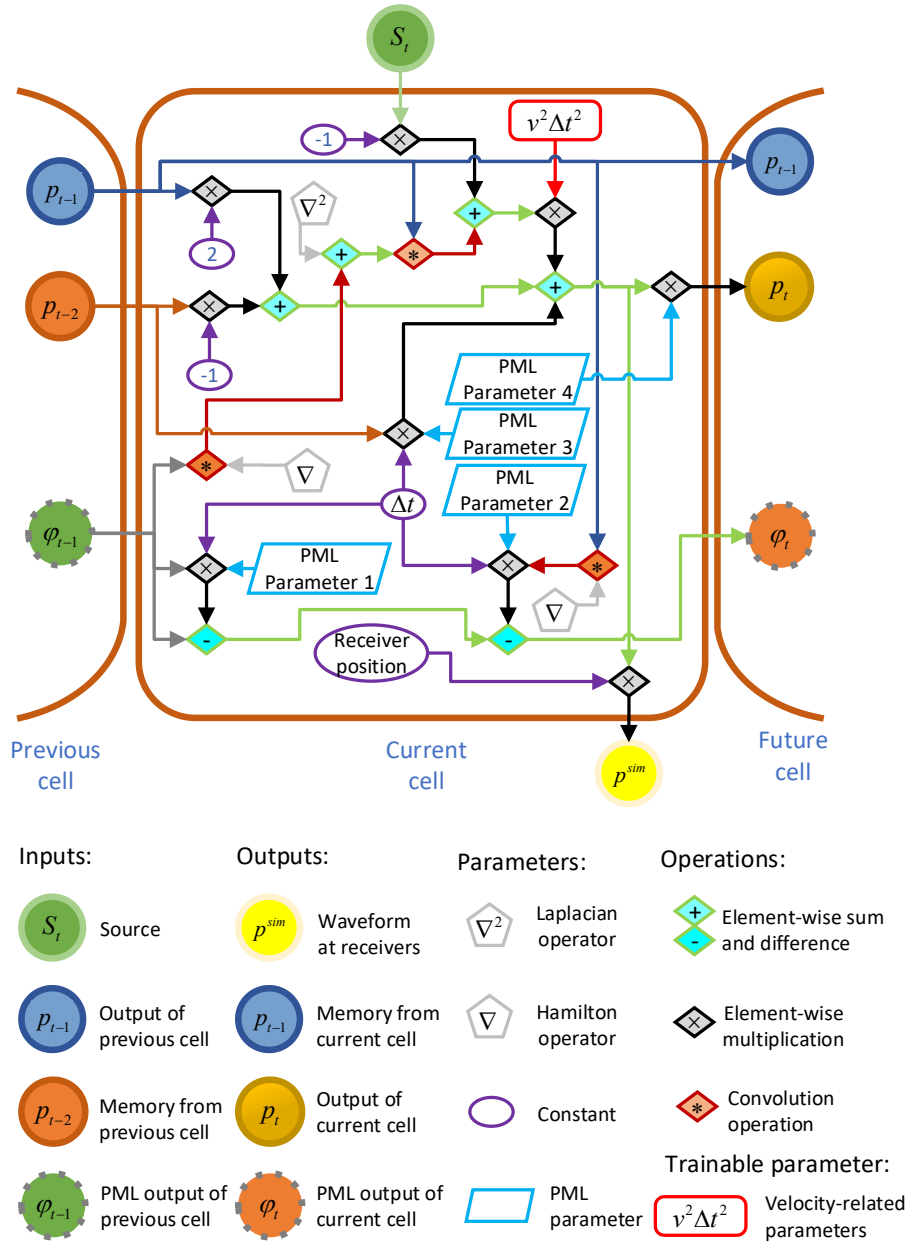 S_t
-1
v²Δt²
p_{t-1}
p_{t-1}
×
×
∇²
+
×
2
+
*
p_{t-2}
×
+
+
×
p_t
-1
PML
Parameter 4
×
PML
Parameter 3
*
∇
PML
Parameter 2
Δt
φ_{t-1}
φ_t
×
PML
Parameter 1
×
*
∇
-
-
Receiver
position
×
Previous
cell
Current
cell
Future
cell
p^{sim}
Inputs:
Outputs:
Parameters:
Operations:
S_t
Source
p^{sim}
Waveform
at receivers
∇²
Laplacian
operator
+
-
Element-wise sum
and difference
p_{t-1}
Output of
previous cell
p_{t-1}
Memory from
current cell
∇
Hamilton
operator
×
Element-wise
multiplication
p_{t-2}
Memory from
previous cell
p_t
Output of
current cell
Constant
*
Convolution
operation
φ_{t-1}
PML output of
previous cell
φ_t
PML output of
current cell
PML
parameter
Trainable parameter:
v²Δt²
Velocity-related
parameters